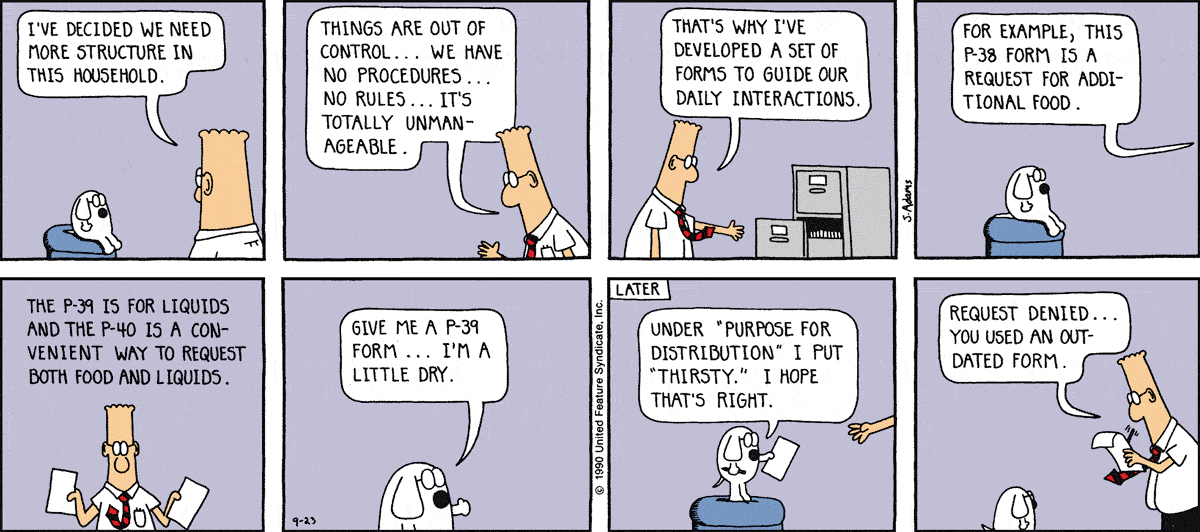 I'VE DECIDED WE NEED
MORE STRUCTURE IN
THIS HOUSEHOLD.
THINGS ARE OUT OF
CONTROL... WE HAVE
NO PROCEDURES...
NO RULES... IT'S
TOTALLY UNMAN-
AGEABLE.
THAT'S WHY I'VE
DEVELOPED A SET OF
FORMS TO GUIDE OUR
DAILY INTERACTIONS.
S.Adams
FOR EXAMPLE, THIS
P-38 FORM IS A
REQUEST FOR ADDI-
TIONAL FOOD.
THE P-39 IS FOR LIQUIDS
AND THE P-40 IS A CON-
VENIENT WAY TO REQUEST
BOTH FOOD AND LIQUIDS.
GIVE ME A P-39
FORM... I'M A
LITTLE DRY.
9-23
© 1990 United Feature Syndicate, Inc.
LATER
UNDER "PURPOSE FOR
DISTRIBUTION" I PUT
"THIRSTY." I HOPE
THAT'S RIGHT.
REQUEST DENIED...
YOU USED AN OUT-
DATED FORM.